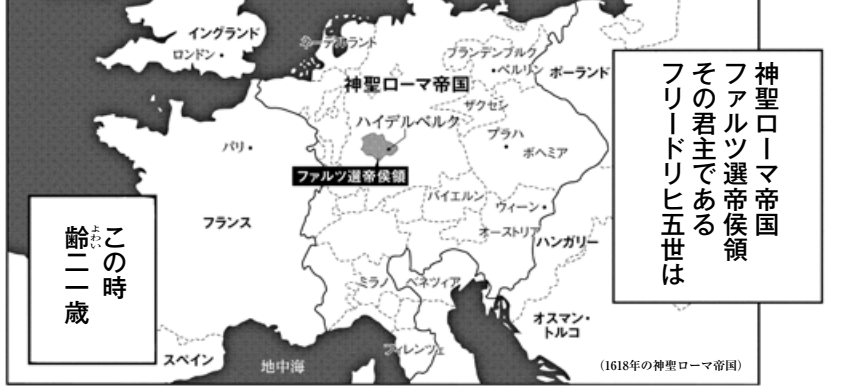 神聖ローマ帝国
ファルツ選帝侯領
その君主である
フリードリヒ五世は
イングランド
ロンドン
ネーデルラント
ブランデンブルク
ベルリン
ポーランド
神聖ローマ帝国
ザクセン
ハイデルベルク
プラハ
ボヘミア
パリ
ファルツ選帝侯領
バイエルン
ウィーン
フランス
オーストリア
ハンガリー
ミラノ
ベネツィア
オスマン・
トルコ
フィレンツェ
スペイン
地中海
(1618年の神聖ローマ帝国)
この時
齢二一歳
よわい